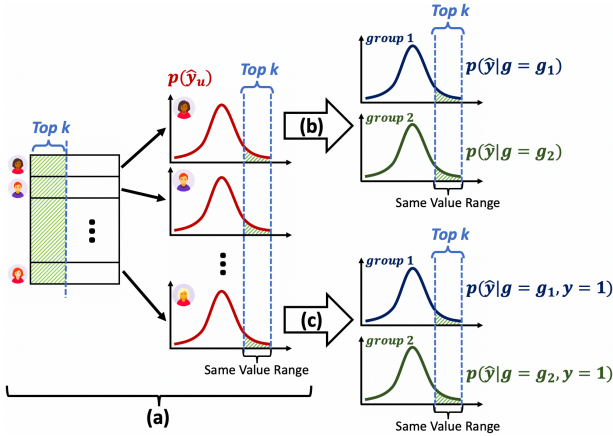 Top k
p(ŷᵤ)
Top k
Same Value Range
(a)
(b)
Top k
group 1
p(ŷ|g = g₁)
group 2
p(ŷ|g = g₂)
Same Value Range
(c)
Top k
group 1
p(ŷ|g = g₁, y = 1)
group 2
p(ŷ|g = g₂, y = 1)
Same Value Range